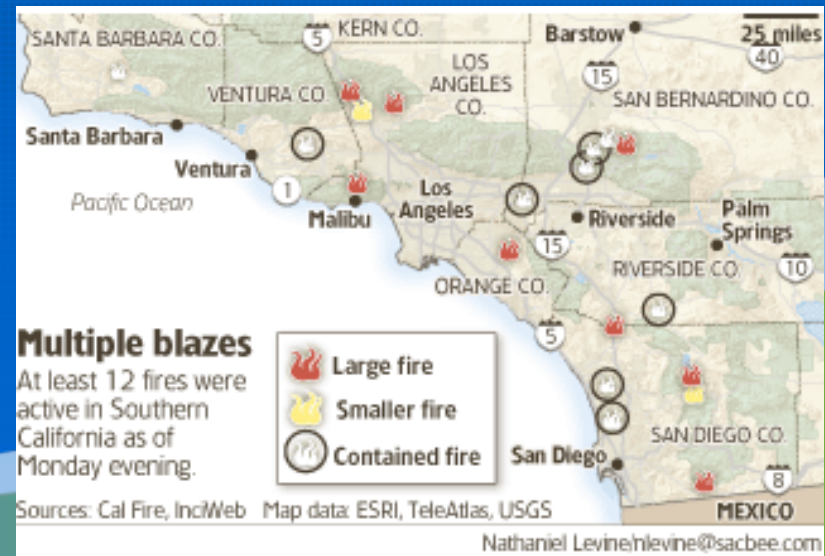 SANTA BARBARA CO.
5
KERN CO.
Barstow
25 miles
40
LOS
ANGELES
CO.
15
VENTURA CO.
SAN BERNARDINO CO.
Santa Barbara
Ventura
1
Pacific Ocean
Malibu
Los
Angeles
Riverside
Palm
Springs
15
RIVERSIDE CO.
10
ORANGE CO.
5
Multiple blazes
At least 12 fires were
active in Southern
California as of
Monday evening.
Large fire
Smaller fire
Contained fire
San Diego
SAN DIEGO CO.
8
MEXICO
Sources: Cal Fire, InciWeb Map data: ESRI, TeleAtlas, USGS
Nathaniel Levine/nlevine@sacbee.com